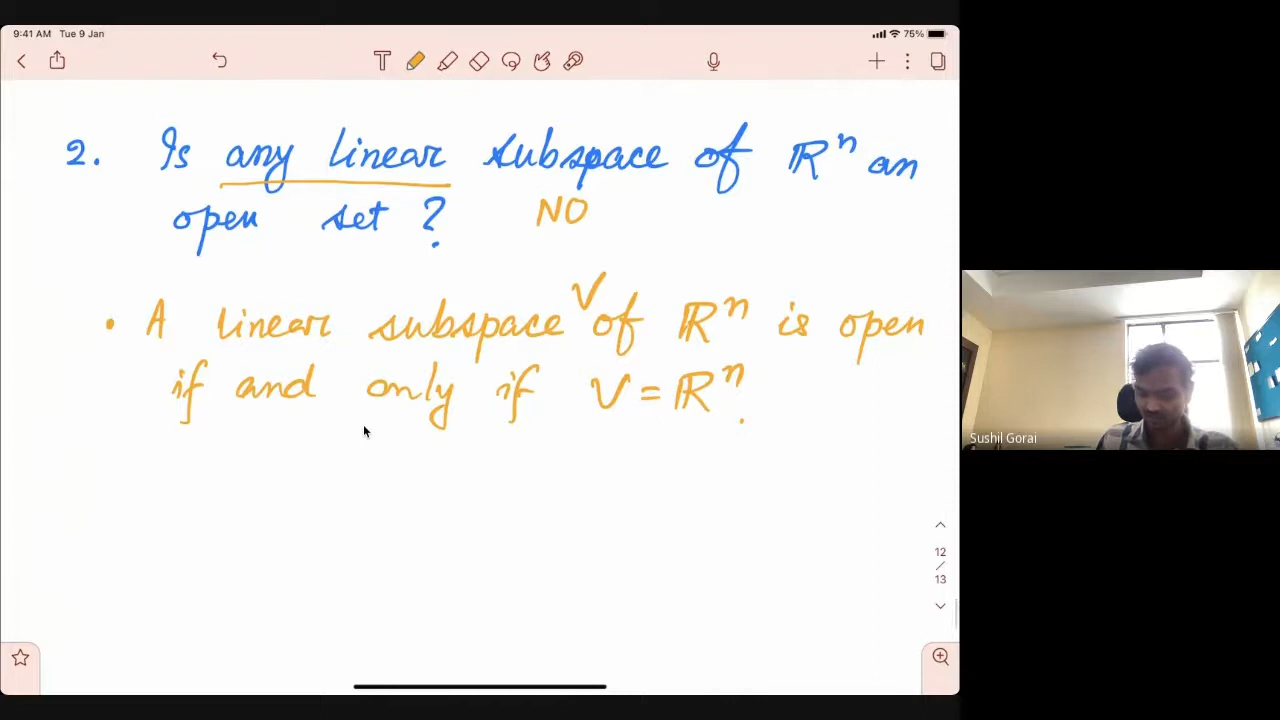 9:41 AM Tue 9 Jan
75%
2. Is any linear subspace of ℝⁿ an
open set? NO
• A linear subspace V of ℝⁿ is open
if and only if V = ℝⁿ.
Sushil Gorai
12
/
13